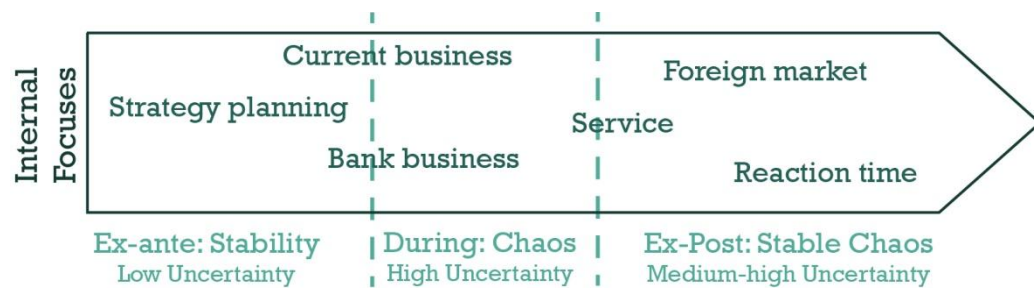 Internal
Focuses
Current business
Foreign market
Strategy planning
Service
Bank business
Reaction time
Ex-ante: Stability
Low Uncertainty
During: Chaos
High Uncertainty
Ex-Post: Stable Chaos
Medium-high Uncertainty